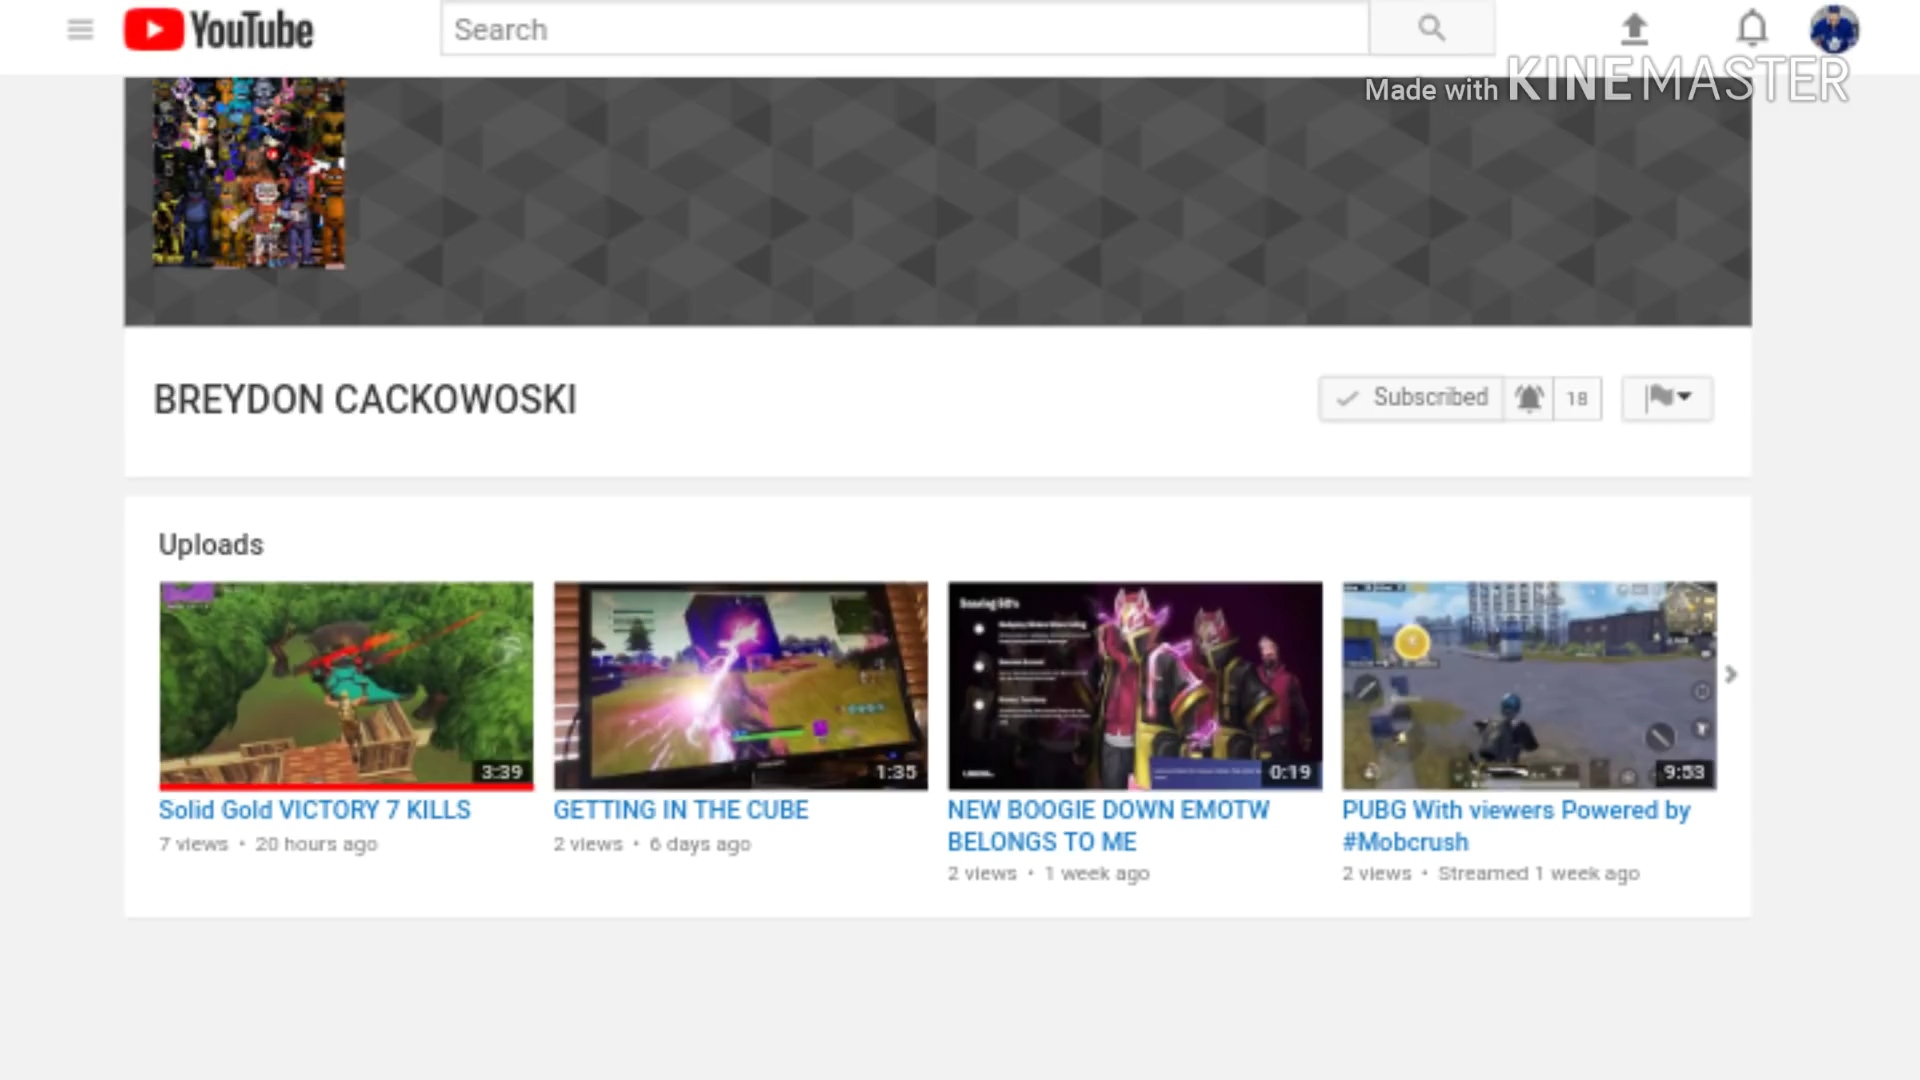 YouTube
Search
Made with KINEMASTER
BREYDON CACKOWOSKI
Subscribed 18
Uploads
3:39
1:35
0:19
9:53
Solid Gold VICTORY 7 KILLS
7 views • 20 hours ago
GETTING IN THE CUBE
2 views • 6 days ago
NEW BOOGIE DOWN EMOTW
BELONGS TO ME
2 views • 1 week ago
PUBG With viewers Powered by
#Mobcrush
2 views • Streamed 1 week ago